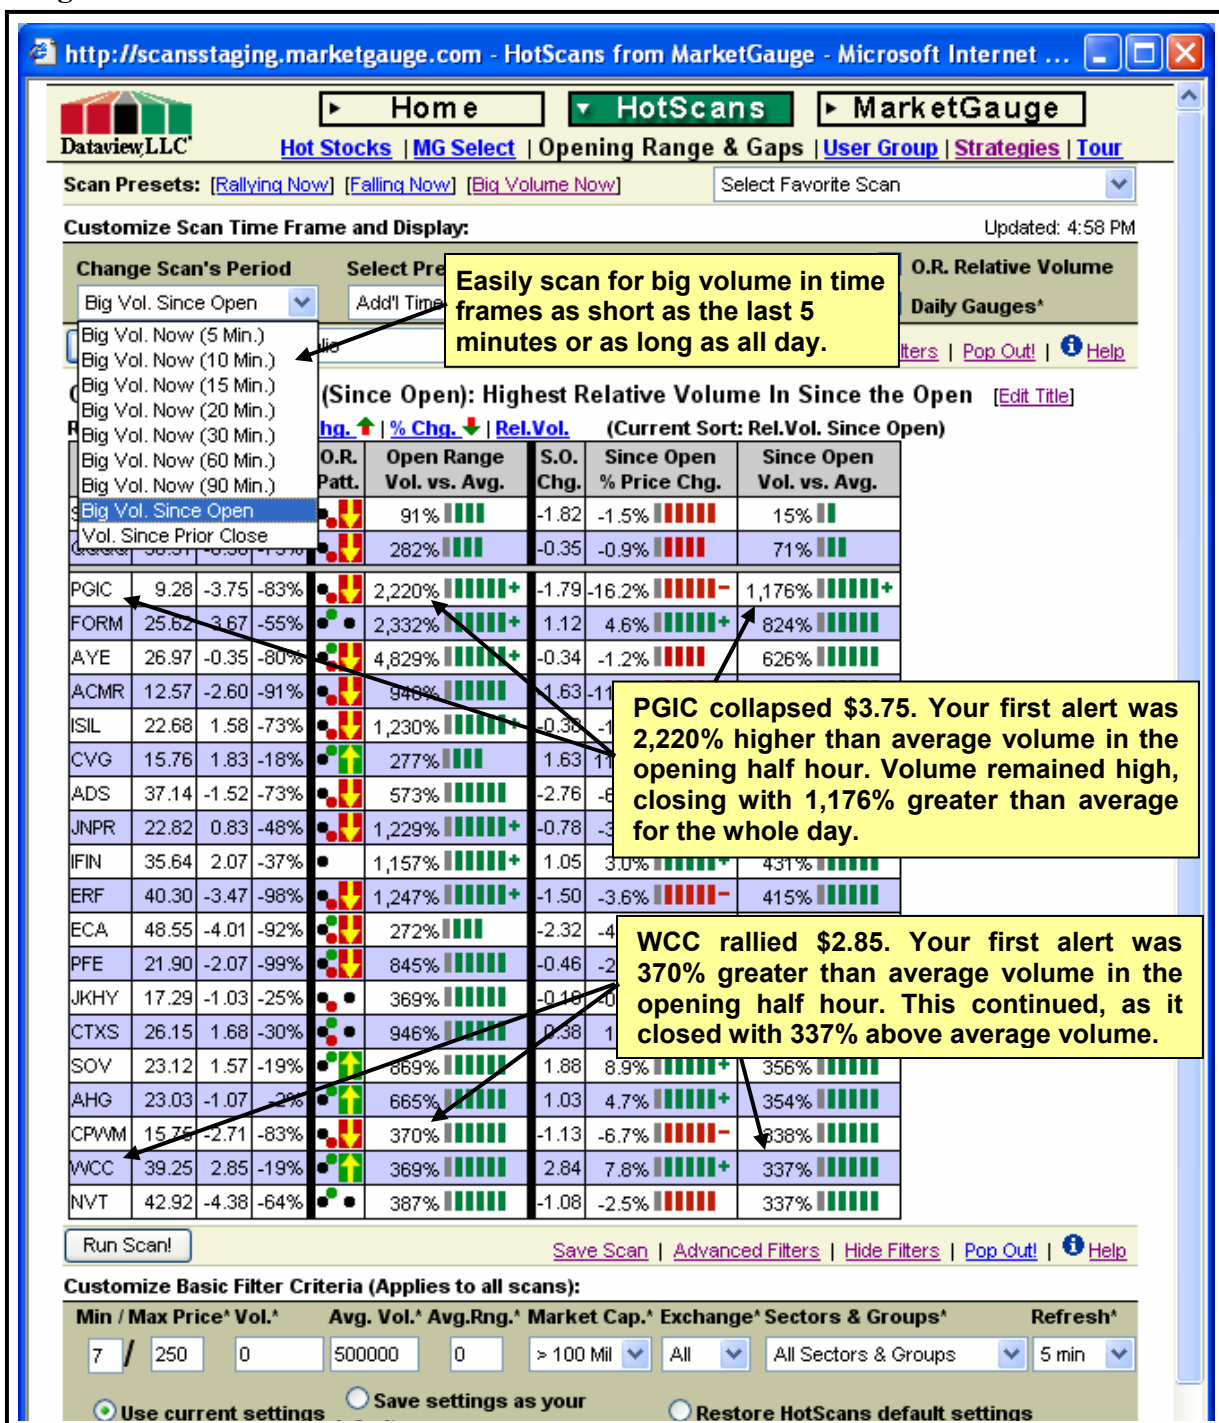 http://scansstaging.marketgauge.com - HotScans from MarketGauge - Microsoft Internet ...
Home HotScans MarketGauge
Dataview,LLC Hot Stocks | MG Select | Opening Range & Gaps | User Group | Strategies | Tour
Scan Presets: [Rallying Now] [Falling Now] [Big Volume Now] Select Favorite Scan
Customize Scan Time Frame and Display: Updated: 4:58 PM
Change Scan's Period Select Pre O.R. Relative Volume
Big Vol. Since Open Add'l Time Daily Gauges*
Easily scan for big volume in time
frames as short as the last 5
minutes or as long as all day.
Big Vol. Now (5 Min.)
Big Vol. Now (10 Min.)
Big Vol. Now (15 Min.)
Big Vol. Now (20 Min.)
Big Vol. Now (30 Min.)
Big Vol. Now (60 Min.)
Big Vol. Now (90 Min.)
Big Vol. Since Open
Vol. Since Prior Close
lters | Pop Out! | Help
(Since Open): Highest Relative Volume In Since the Open [Edit Title]
hg. | % Chg. | Rel.Vol. (Current Sort: Rel.Vol. Since Open)
O.R. Open Range S.O. Since Open Since Open
Patt. Vol. vs. Avg. Chg. % Price Chg. Vol. vs. Avg.
91% -1.82 -1.5% 15%
282% -0.35 -0.9% 71%
PGIC 9.28 -3.75 -83% 2,220% + -1.79 -16.2% - 1,176% +
FORM 25.62 3.67 -55% 2,332% + 1.12 4.6% + 824%
AYE 26.97 -0.35 -80% 4,829% + -0.34 -1.2% 626%
ACMR 12.57 -2.60 -91% 948% 1.63 -11
ISIL 22.68 1.58 -73% 1,230% + -0.38 -1
CVG 15.76 1.83 -18% 277% 1.63 11
ADS 37.14 -1.52 -73% 573% -2.76 -6
JNPR 22.82 0.83 -48% 1,229% + -0.78 -3
IFIN 35.64 2.07 -37% 1,157% + 1.05 3.0% + 431%
ERF 40.30 -3.47 -98% 1,247% + -1.50 -3.6% - 415%
ECA 48.55 -4.01 -92% 272% -2.32 -4
PFE 21.90 -2.07 -99% 845% -0.46 -2
JKHY 17.29 -1.03 -25% 369%
CTXS 26.15 1.68 -30% 946% 0.38 1
SOV 23.12 1.57 -19% 869% 1.88 8.9% + 356%
AHG 23.03 -1.07 -2% 665% 1.03 4.7% + 354%
CPWM 15.75 -2.71 -83% 370% -1.13 -6.7% - 338%
WCC 39.25 2.85 -19% 369% 2.84 7.8% + 337%
NVT 42.92 -4.38 -64% 387% -1.08 -2.5% 337%
PGIC collapsed $3.75. Your first alert was
2,220% higher than average volume in the
opening half hour. Volume remained high,
closing with 1,176% greater than average
for the whole day.
WCC rallied $2.85. Your first alert was
370% greater than average volume in the
opening half hour. This continued, as it
closed with 337% above average volume.
Run Scan! Save Scan | Advanced Filters | Hide Filters | Pop Out! | Help
Customize Basic Filter Criteria (Applies to all scans):
Min / Max Price* Vol.* Avg. Vol.* Avg.Rng.* Market Cap.* Exchange* Sectors & Groups* Refresh*
7 / 250 0 500000 0 > 100 Mil All All Sectors & Groups 5 min
Use current settings Save settings as your Restore HotScans default settings